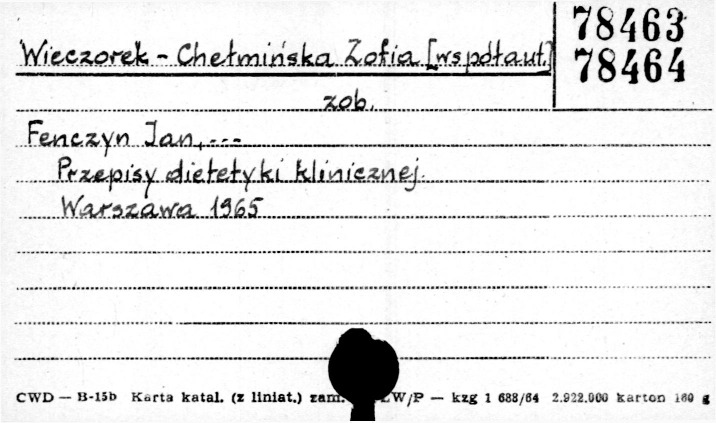 78463
Wieczorek-Chełmińska Zofia [współaut.]
78464
zob.
Fenczyn Jan,---
Przepisy dietetyki klinicznej.
Warszawa 1965
CWD — B-15b Karta katal. (z liniat.) zam. W/P — kzg 1 688/64 2.922.000 karton 160 g